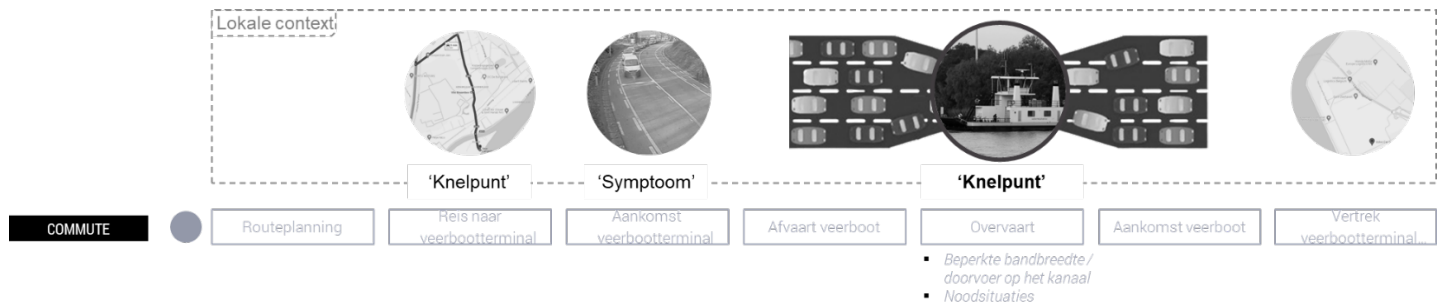 Lokale context
'Knelpunt'
'Symptoom'
'Knelpunt'
COMMUTE
Routeplanning
Reis naar
veerbootterminal
Aankomst
veerbootterminal
Afvaart veerboot
Overvaart
Aankomst veerboot
Vertrek
veerbootterminal...
▪ Beperkte bandbreedte /
doorvoer op het kanaal
▪ Noodsituaties